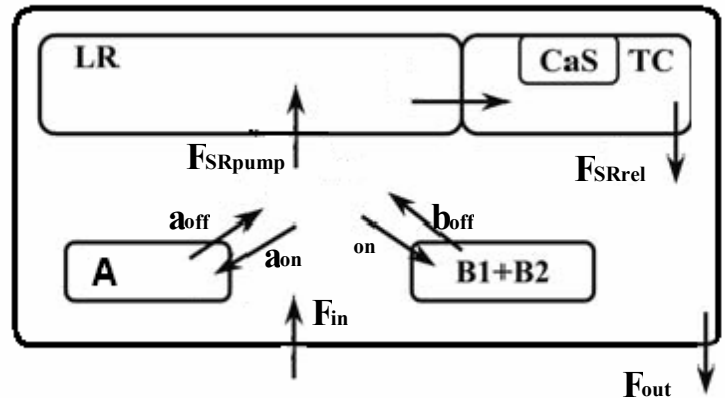 LR
CaS TC
FSRpump
FSRrel
aoff
boff
aon
on
A
B1+B2
Fin
Fout